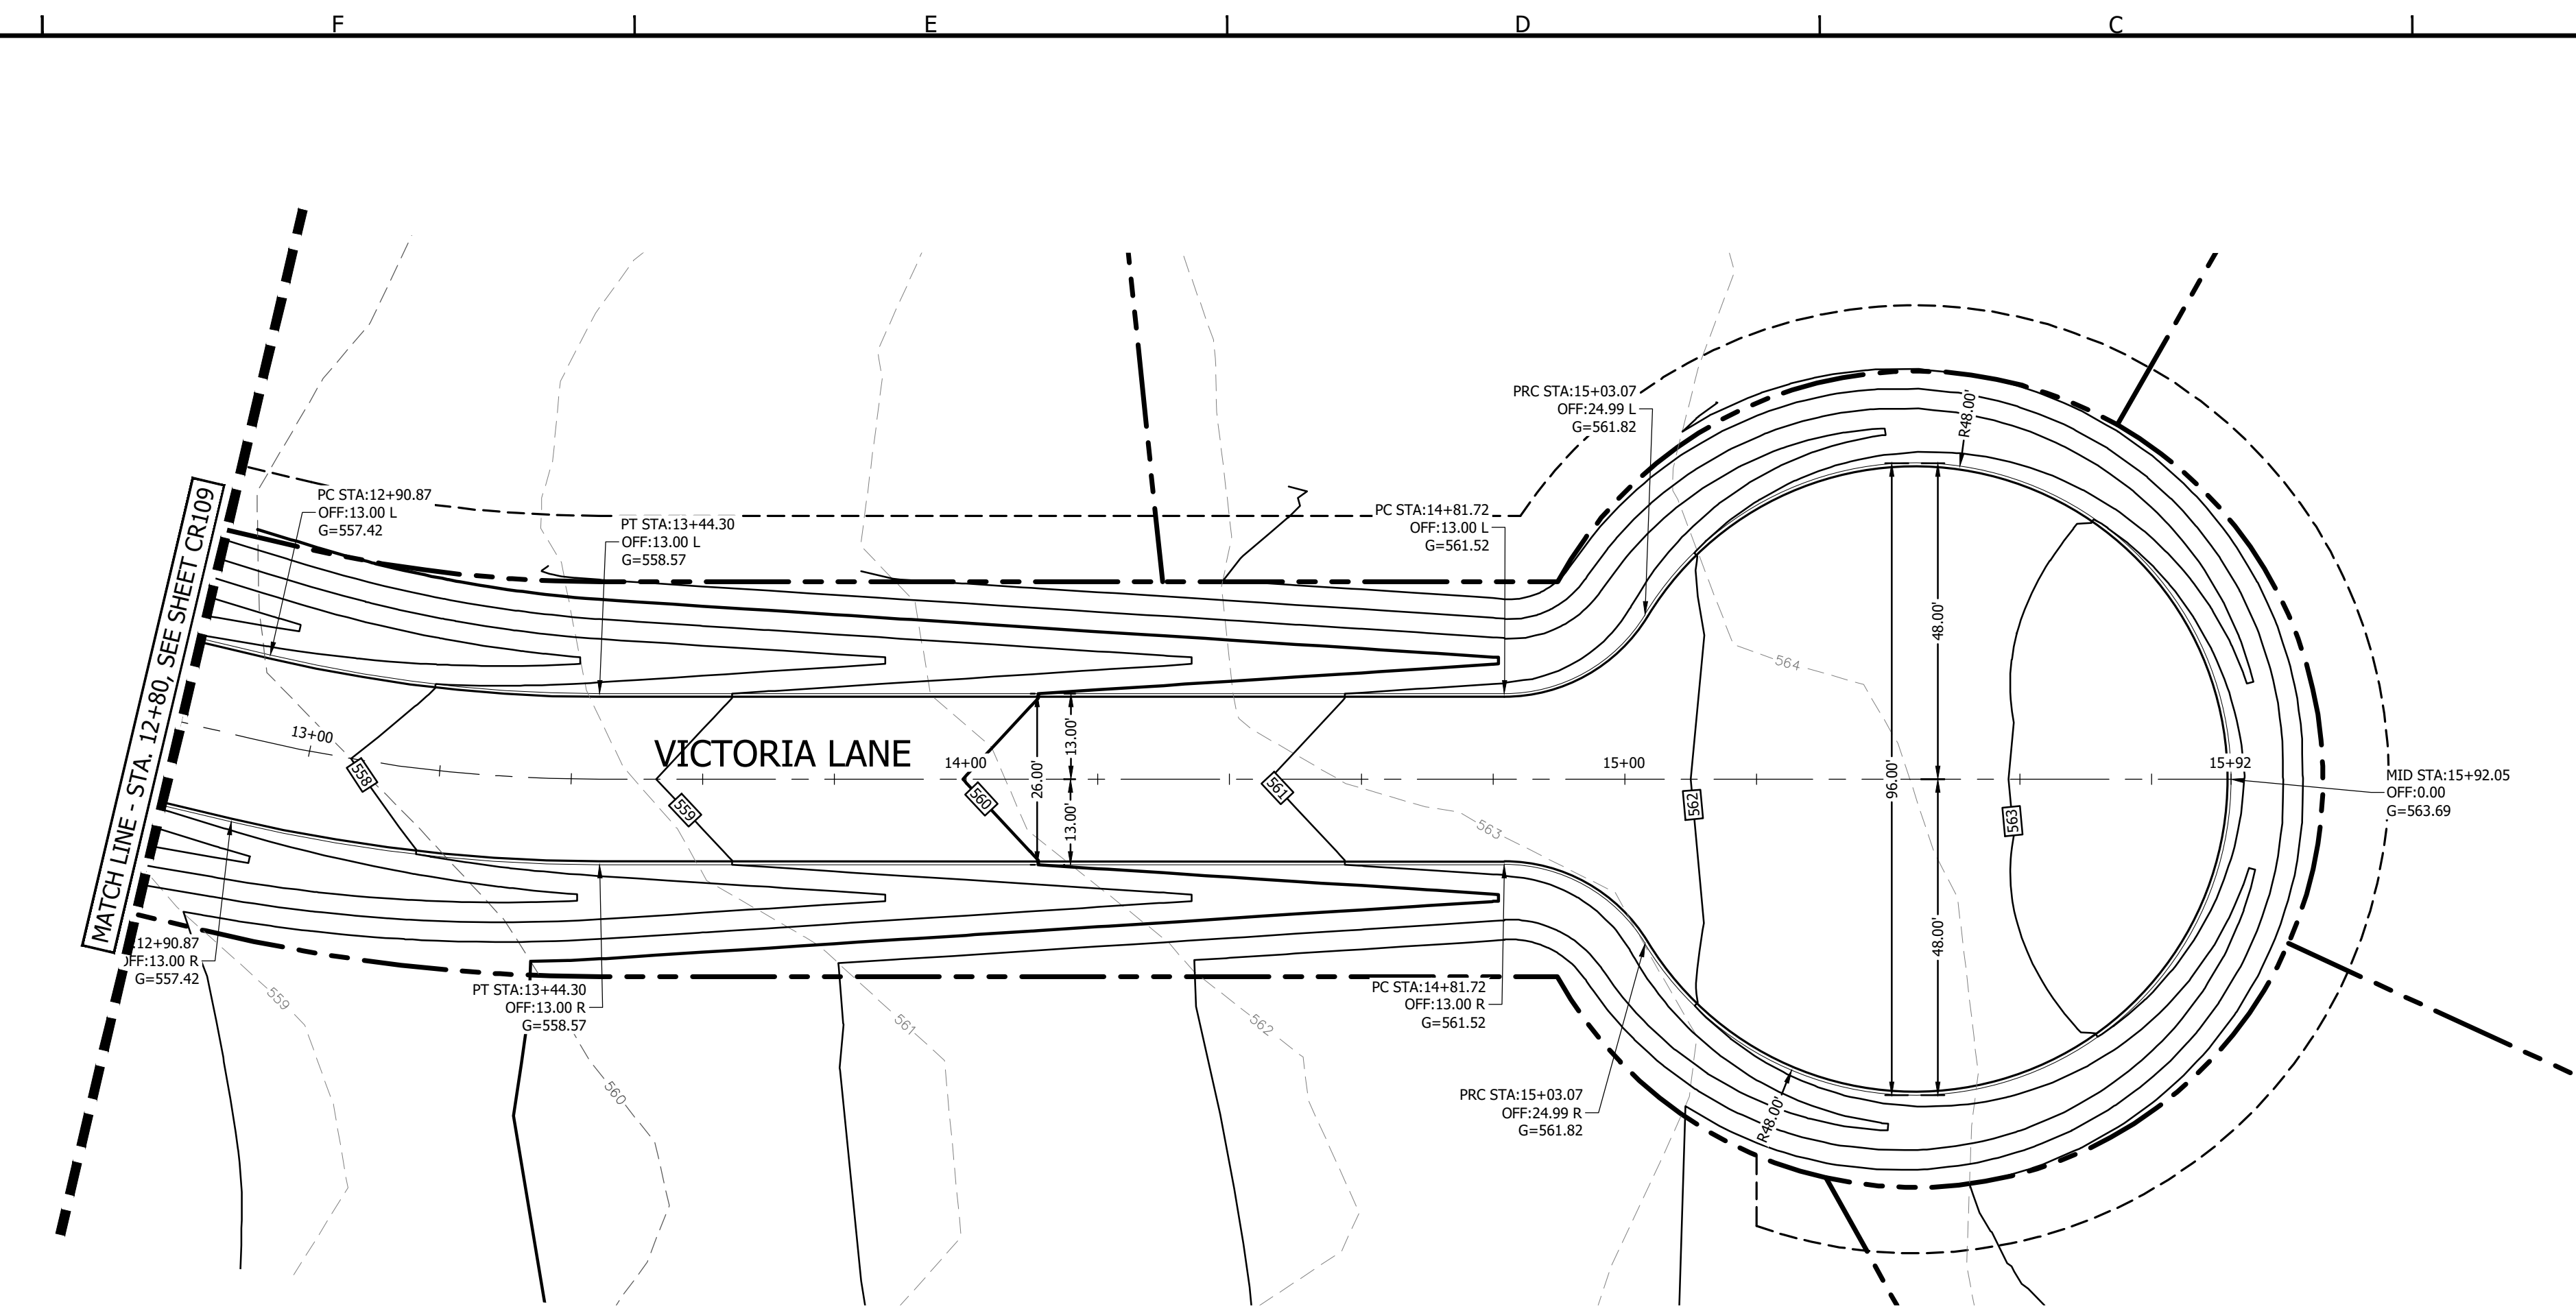 F E D C
MATCH LINE - STA. 12+80, SEE SHEET CR109
PC STA:12+90.87
OFF:13.00 L
G=557.42
PT STA:13+44.30
OFF:13.00 L
G=558.57
PC STA:14+81.72
OFF:13.00 L
G=561.52
PRC STA:15+03.07
OFF:24.99 L
G=561.82
R48.00'
13+00
VICTORIA LANE
14+00
15+00
15+92
558
559
560
561
562
563
26.00'
13.00'
13.00'
96.00'
48.00'
48.00'
564
563
MID STA:15+92.05
OFF:0.00
G=563.69
:12+90.87
OFF:13.00 R
G=557.42
559
PT STA:13+44.30
OFF:13.00 R
G=558.57
560
561
562
PC STA:14+81.72
OFF:13.00 R
G=561.52
PRC STA:15+03.07
OFF:24.99 R
G=561.82
R48.00'